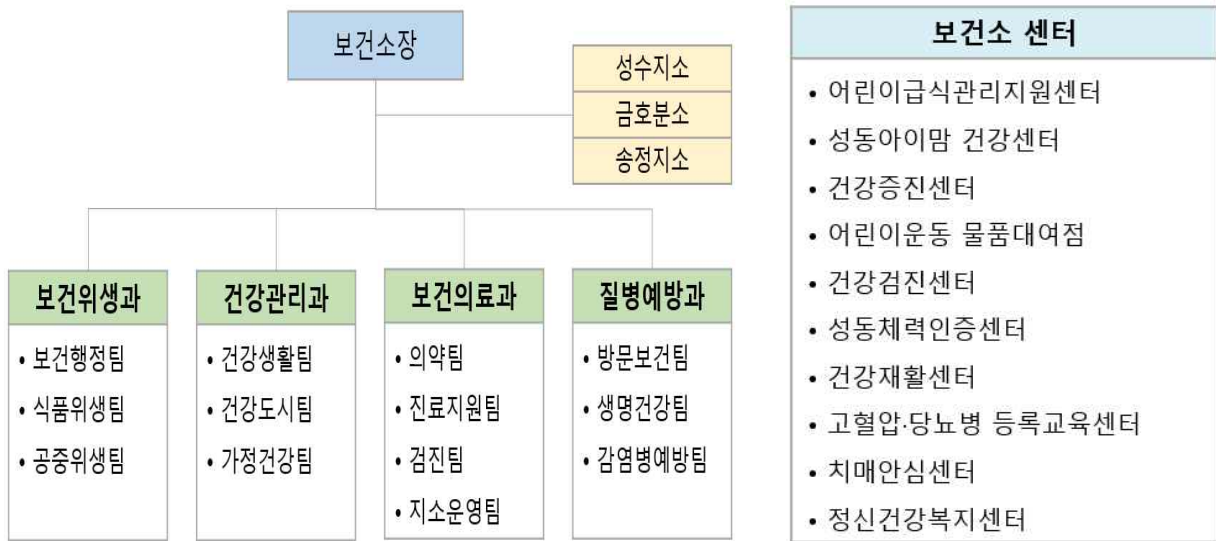 보건소장
성수지소
금호분소
송정지소
보건위생과
• 보건행정팀
• 식품위생팀
• 공중위생팀
건강관리과
• 건강생활팀
• 건강도시팀
• 가정건강팀
보건의료과
• 의약팀
• 진료지원팀
• 검진팀
• 지소운영팀
질병예방과
• 방문보건팀
• 생명건강팀
• 감염병예방팀
보건소 센터
• 어린이급식관리지원센터
• 성동아이맘 건강센터
• 건강증진센터
• 어린이운동 물품대여점
• 건강검진센터
• 성동체력인증센터
• 건강재활센터
• 고혈압·당뇨병 등록교육센터
• 치매안심센터
• 정신건강복지센터